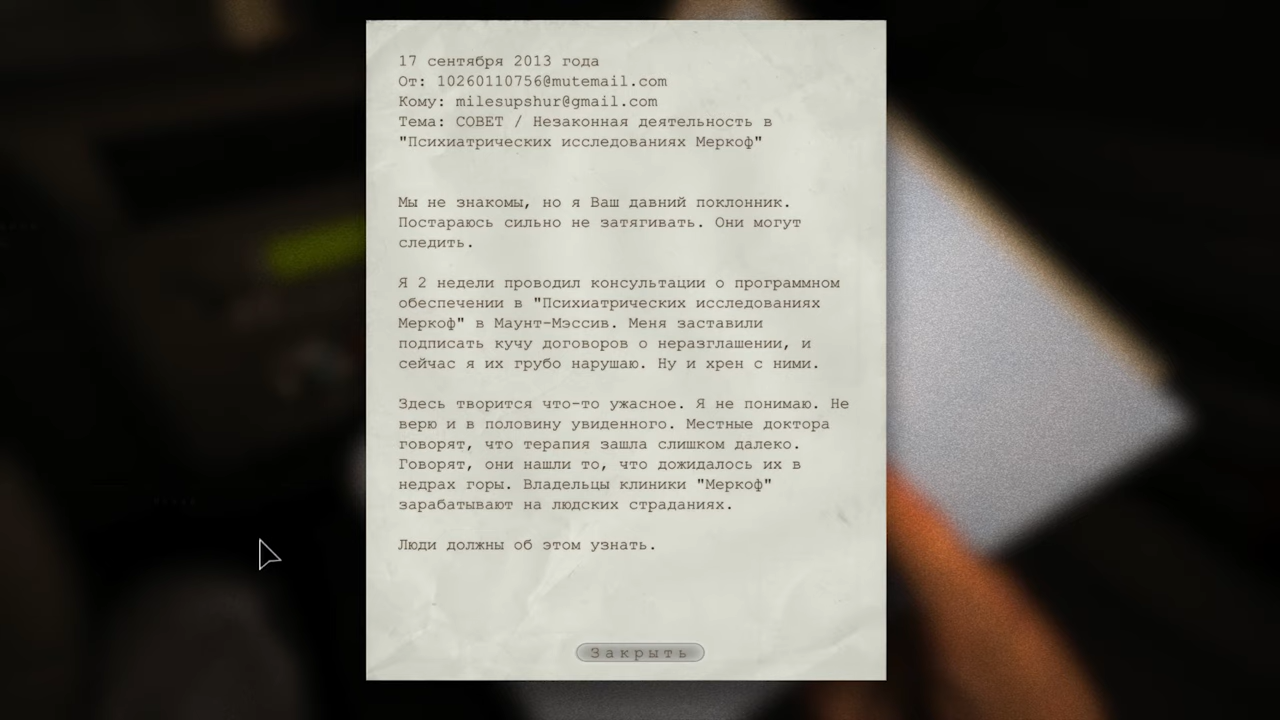 17 сентября 2013 года
От: 10260110756@mutemail.com
Кому: milesupshur@gmail.com
Тема: СОВЕТ / Незаконная деятельность в
"Психиатрических исследованиях Меркоф"
Мы не знакомы, но я Ваш давний поклонник.
Постараюсь сильно не затягивать. Они могут
следить.
Я 2 недели проводил консультации о программном
обеспечении в "Психиатрических исследованиях
Меркоф" в Маунт-Мэссив. Меня заставили
подписать кучу договоров о неразглашении, и
сейчас я их грубо нарушаю. Ну и хрен с ними.
Здесь творится что-то ужасное. Я не понимаю. Не
верю и в половину увиденного. Местные доктора
говорят, что терапия зашла слишком далеко.
Говорят, они нашли то, что дожидалось их в
недрах горы. Владельцы клиники "Меркоф"
зарабатывают на людских страданиях.
Люди должны об этом узнать.
Закрыть